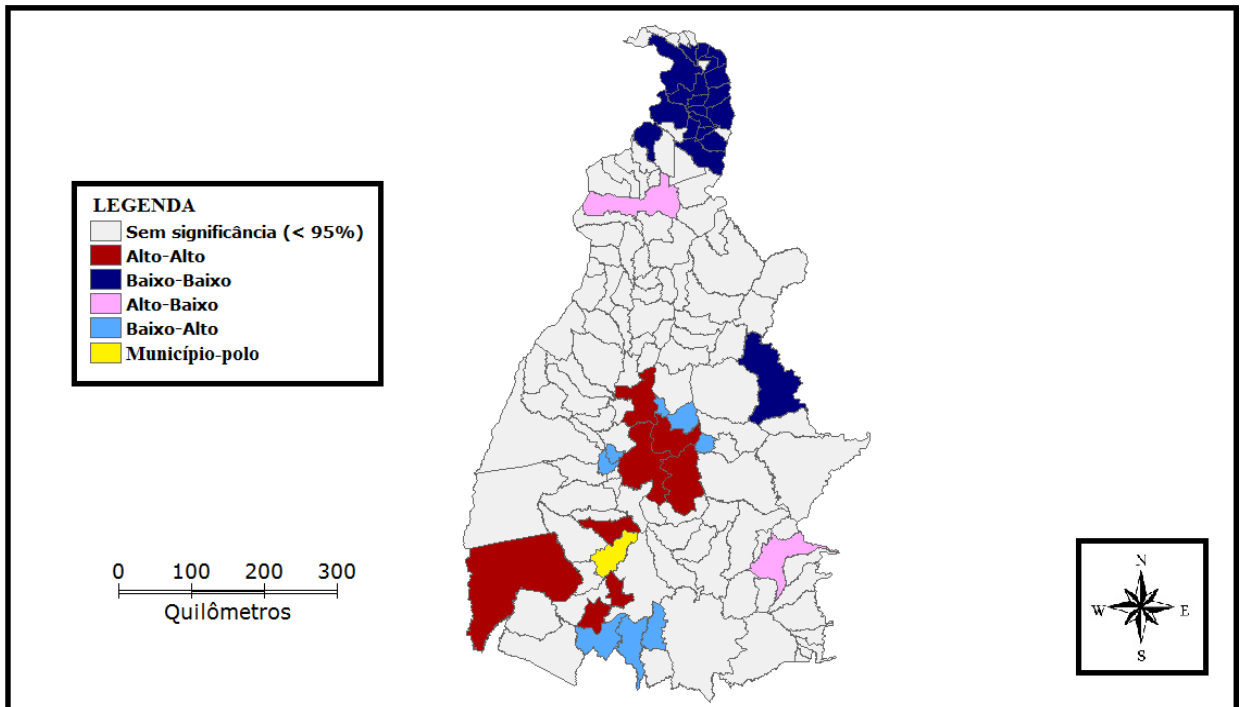 LEGENDA
Sem significância (< 95%)
Alto-Alto
Baixo-Baixo
Alto-Baixo
Baixo-Alto
Município-polo
0 100 200 300
Quilômetros
N
W E
S